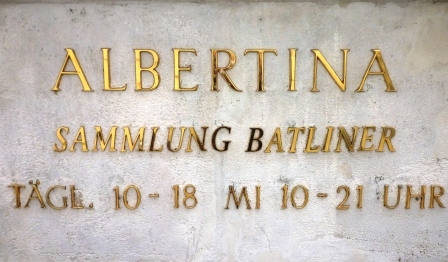 ALBERTINA
SAMMLUNG BATLINER
TÄGL. 10-18 MI 10-21 UHR